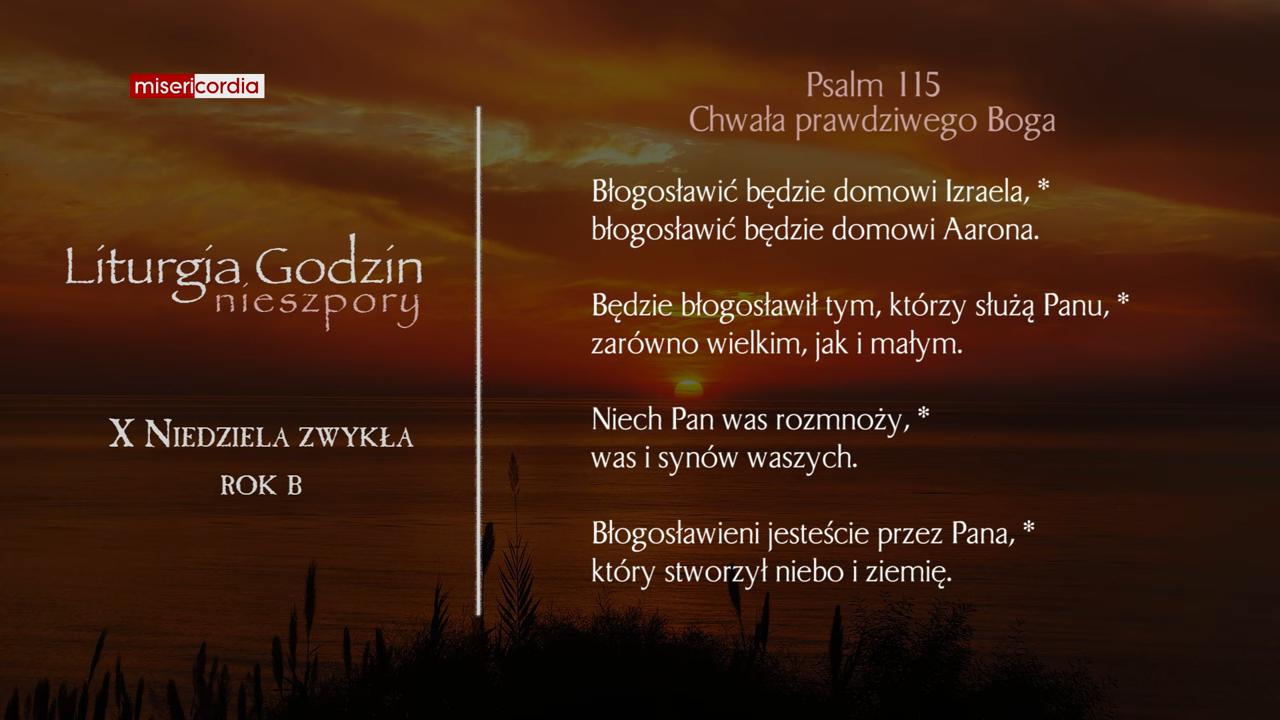 misericordia
Liturgia Godzin
nieszpory
X Niedziela zwykła
rok B
Psalm 115
Chwała prawdziwego Boga
Błogosławić będzie domowi Izraela, *
błogosławić będzie domowi Aarona.
Będzie błogosławił tym, którzy służą Panu, *
zarówno wielkim, jak i małym.
Niech Pan was rozmnoży, *
was i synów waszych.
Błogosławieni jesteście przez Pana, *
który stworzył niebo i ziemię.